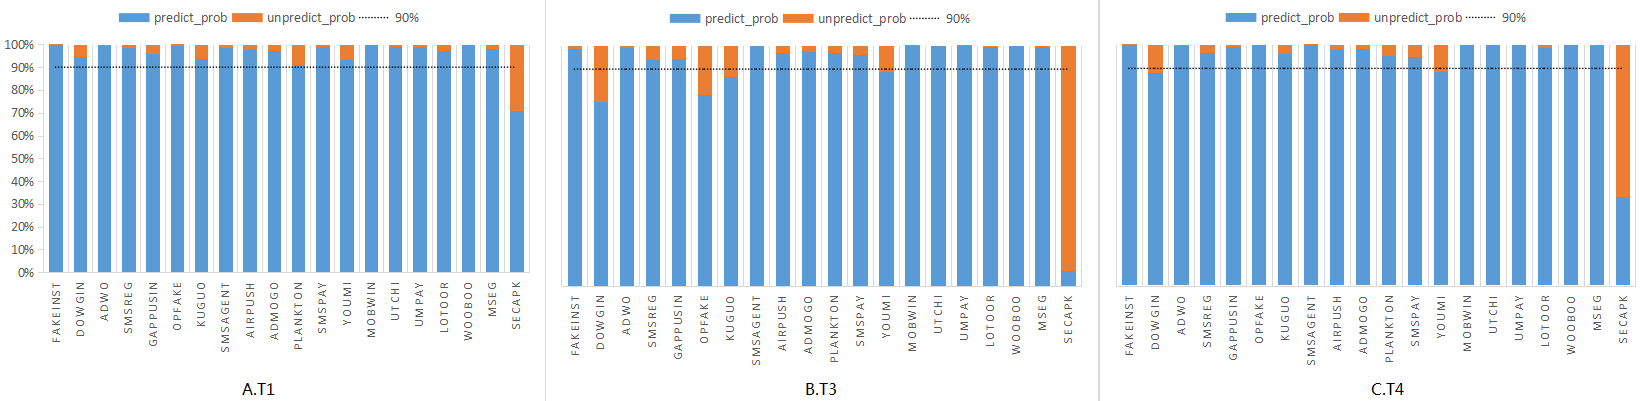 predict_prob unpredict_prob 90%
100%
90%
80%
70%
60%
50%
40%
30%
20%
10%
0%
FAKEINST
DOWGIN
ADWO
SMSREG
GAPPUSIN
OPFAKE
KUGUO
SMSAGENT
AIRPUSH
ADMOGO
PLANKTON
SMSPAY
YOUMI
MOBWIN
UTCHI
UMPAY
LOTOOR
WOOBOO
MSEG
SECAPK
A.T1
predict_prob unpredict_prob 90%
FAKEINST
DOWGIN
ADWO
SMSREG
GAPPUSIN
OPFAKE
KUGUO
SMSAGENT
AIRPUSH
ADMOGO
PLANKTON
SMSPAY
YOUMI
MOBWIN
UTCHI
UMPAY
LOTOOR
WOOBOO
MSEG
SECAPK
B.T3
predict_prob unpredict_prob 90%
FAKEINST
DOWGIN
ADWO
SMSREG
GAPPUSIN
OPFAKE
KUGUO
SMSAGENT
AIRPUSH
ADMOGO
PLANKTON
SMSPAY
YOUMI
MOBWIN
UTCHI
UMPAY
LOTOOR
WOOBOO
MSEG
SECAPK
C.T4